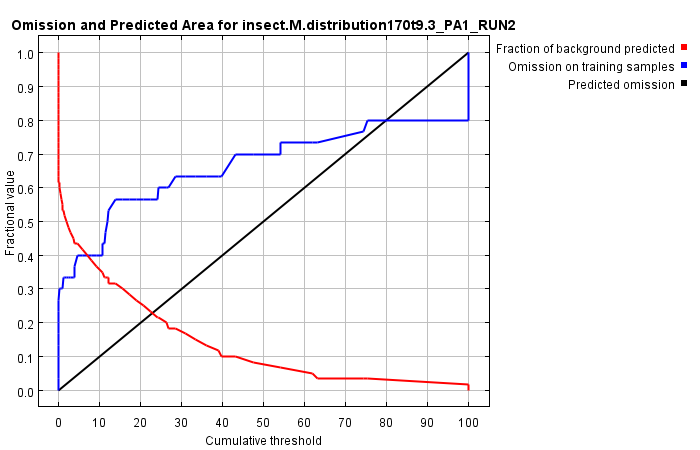 Omission and Predicted Area for insect.M.distribution170t9.3_PA1_RUN2
Fraction of background predicted
Omission on training samples
Predicted omission
Fractional value
1.0
0.9
0.8
0.7
0.6
0.5
0.4
0.3
0.2
0.1
0.0
0 10 20 30 40 50 60 70 80 90 100
Cumulative threshold